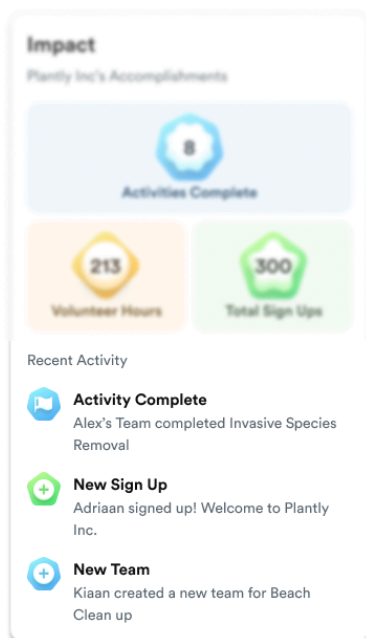 Impact
Plantly Inc's Accomplishments
8
Activities Complete
213
Volunteer Hours
300
Total Sign Ups
Recent Activity
Activity Complete
Alex's Team completed Invasive Species
Removal
New Sign Up
Adriaan signed up! Welcome to Plantly
Inc.
New Team
Kiaan created a new team for Beach
Clean up